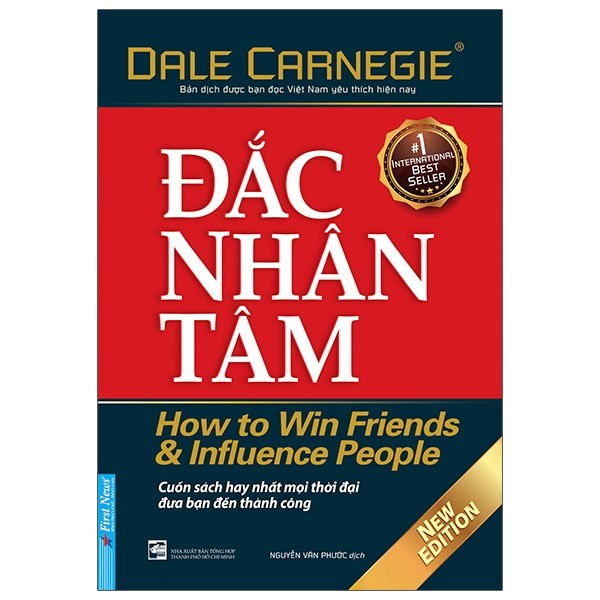 DALE CARNEGIE®
Bản dịch được bạn đọc Việt Nam yêu thích hiện nay
#1
INTERNATIONAL
BEST
SELLER
ĐẮC
NHÂN
TÂM
How to Win Friends
& Influence People
Cuốn sách hay nhất mọi thời đại
đưa bạn đến thành công
NEW
EDITION
First News
NHÀ XUẤT BẢN TỔNG HỢP
THÀNH PHỐ HỒ CHÍ MINH
NGUYỄN VĂN PHƯỚC dịch